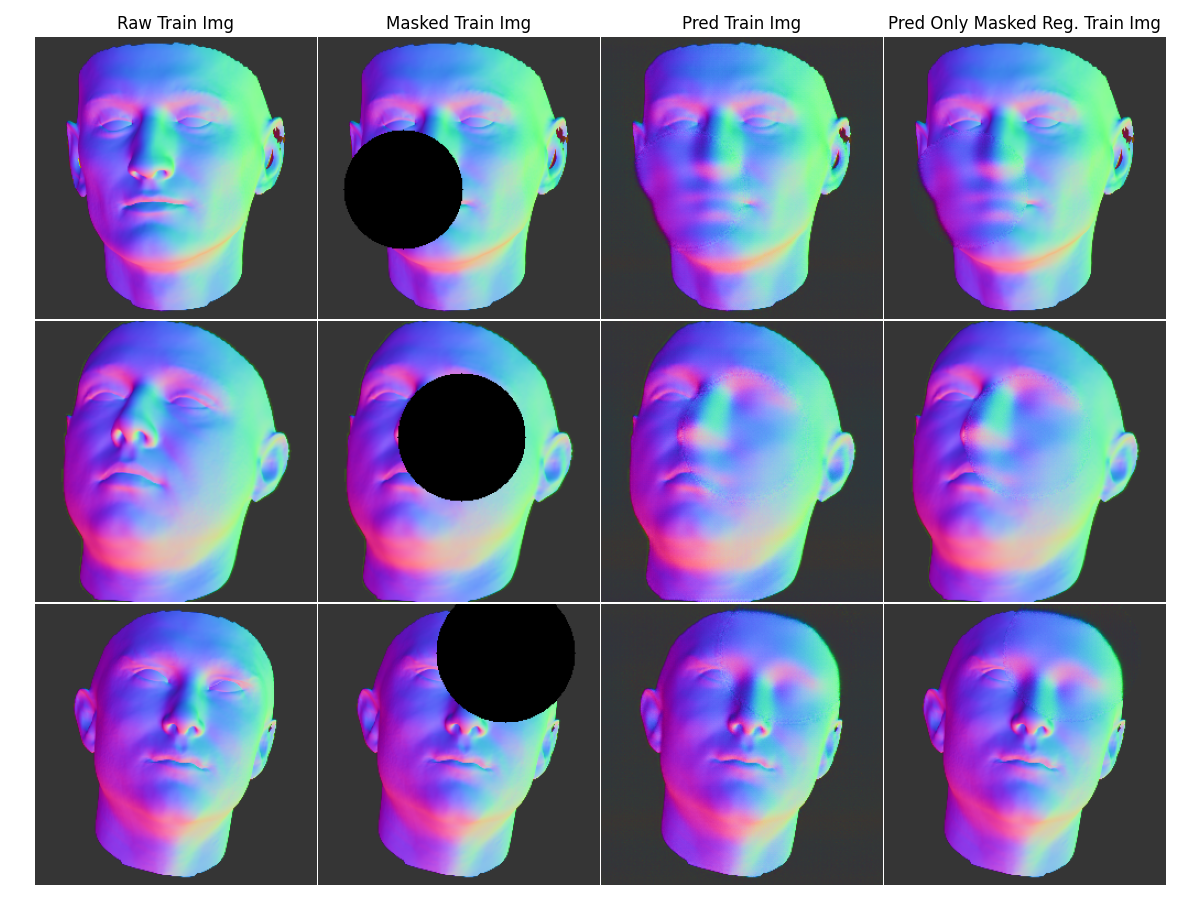 Raw Train Img
Masked Train Img
Pred Train Img
Pred Only Masked Reg. Train Img